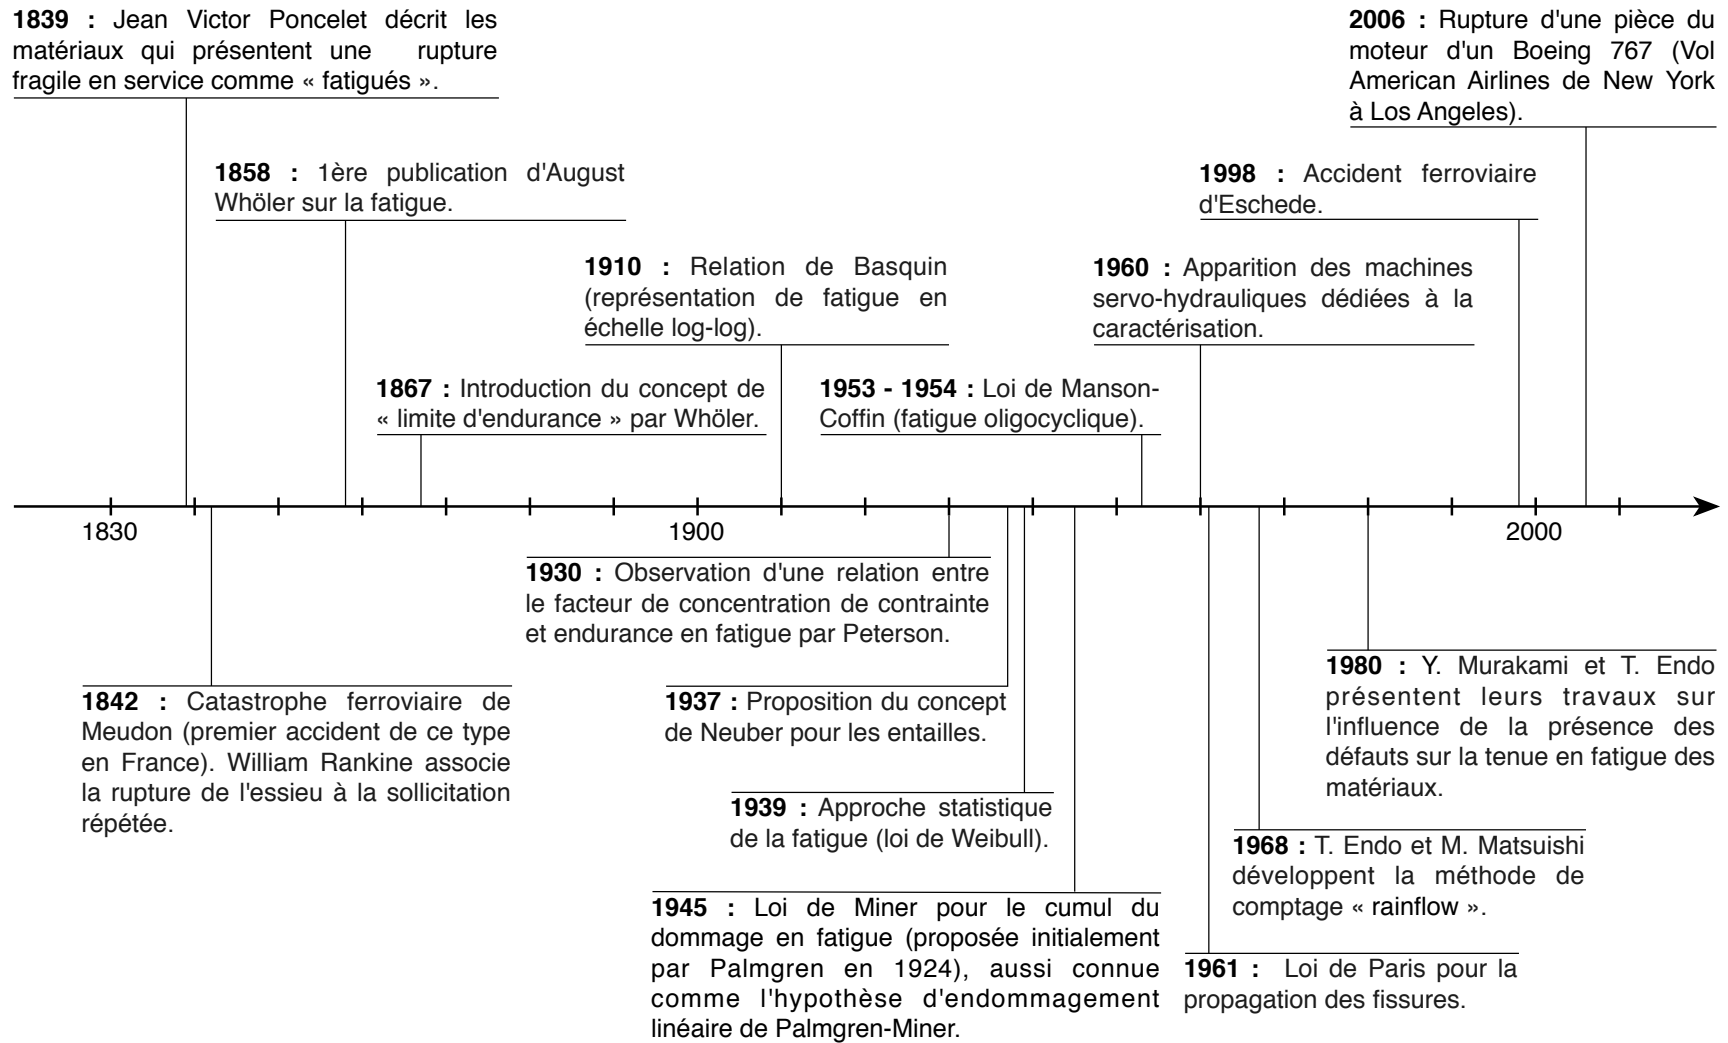 1839 : Jean Victor Poncelet décrit les
matériaux qui présentent une rupture
fragile en service comme « fatigués ».
2006 : Rupture d'une pièce du
moteur d'un Boeing 767 (Vol
American Airlines de New York
à Los Angeles).
1858 : 1ère publication d'August
Whöler sur la fatigue.
1998 : Accident ferroviaire
d'Eschede.
1910 : Relation de Basquin
(représentation de fatigue en
échelle log-log).
1960 : Apparition des machines
servo-hydrauliques dédiées à la
caractérisation.
1867 : Introduction du concept de
« limite d'endurance » par Whöler.
1953 - 1954 : Loi de Manson-
Coffin (fatigue oligocyclique).
1830
1900
2000
1930 : Observation d'une relation entre
le facteur de concentration de contrainte
et endurance en fatigue par Peterson.
1842 : Catastrophe ferroviaire de
Meudon (premier accident de ce type
en France). William Rankine associe
la rupture de l'essieu à la sollicitation
répétée.
1937 : Proposition du concept
de Neuber pour les entailles.
1980 : Y. Murakami et T. Endo
présentent leurs travaux sur
l'influence de la présence des
défauts sur la tenue en fatigue des
matériaux.
1939 : Approche statistique
de la fatigue (loi de Weibull).
1968 : T. Endo et M. Matsuishi
développent la méthode de
comptage « rainflow ».
1945 : Loi de Miner pour le cumul du
dommage en fatigue (proposée initialement
par Palmgren en 1924), aussi connue
comme l'hypothèse d'endommagement
linéaire de Palmgren-Miner.
1961 : Loi de Paris pour la
propagation des fissures.